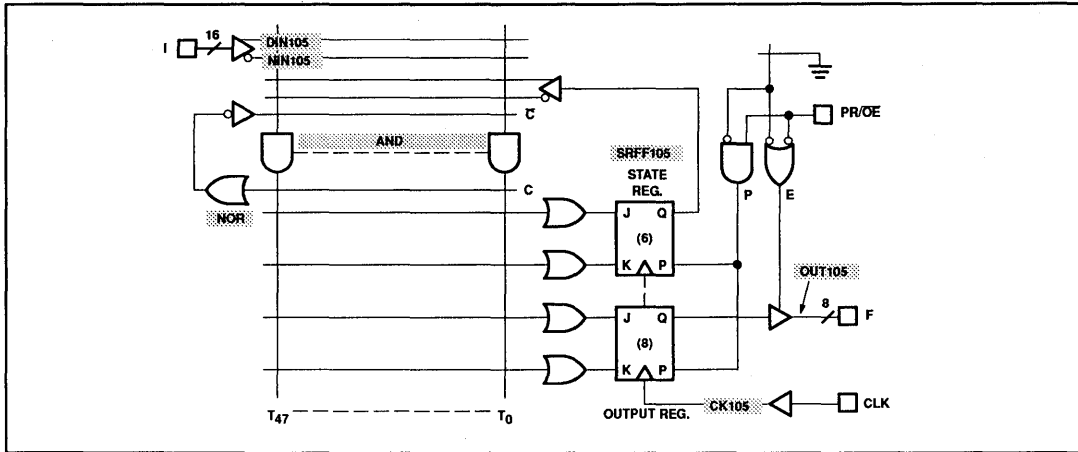 I
16
DIN105
NIN105
C̅
PR/O̅E̅
AND
SRFF105
STATE
REG.
P
E
C
NOR
J Q
(6)
K P
OUT105
J Q
8
F
(8)
K P
T47
T0
OUTPUT REG.
CK105
CLK